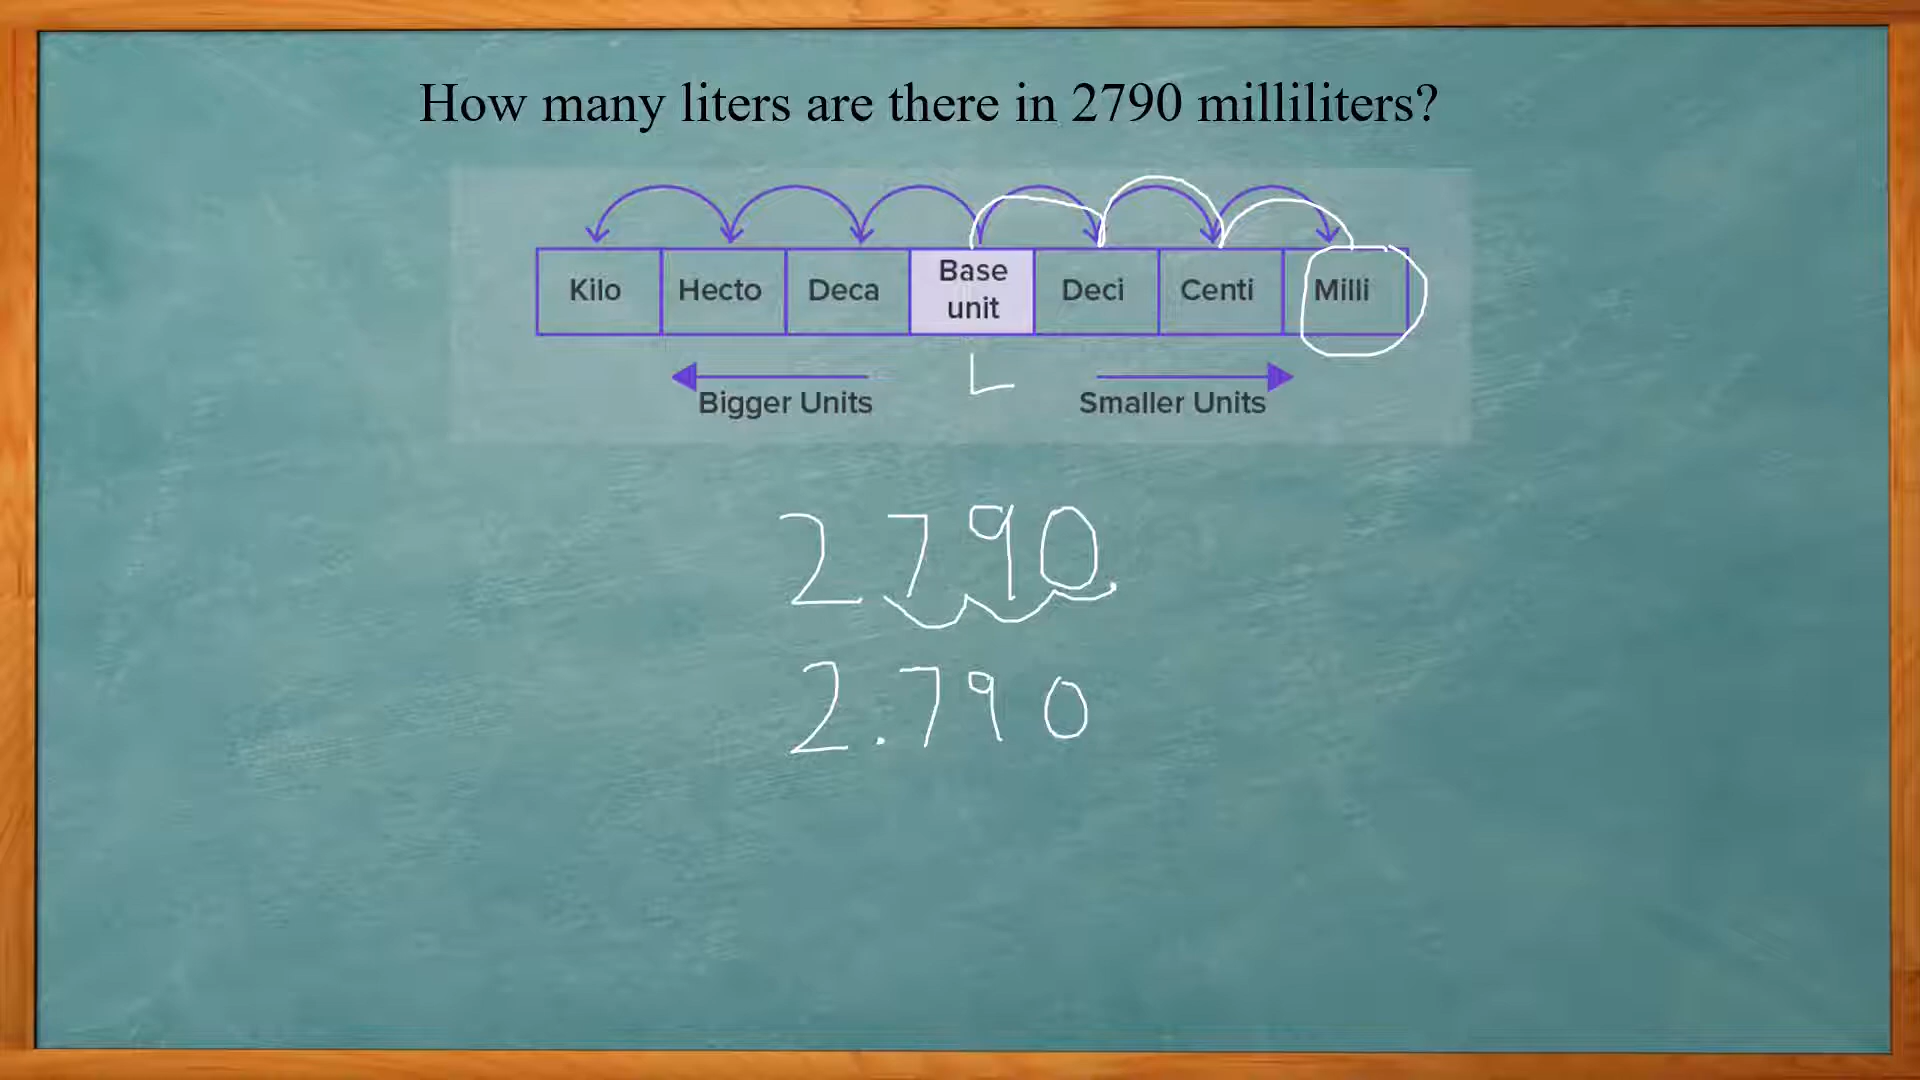 How many liters are there in 2790 milliliters?
Kilo Hecto Deca Base unit Deci Centi Milli
L
Bigger Units Smaller Units
2790
2.790